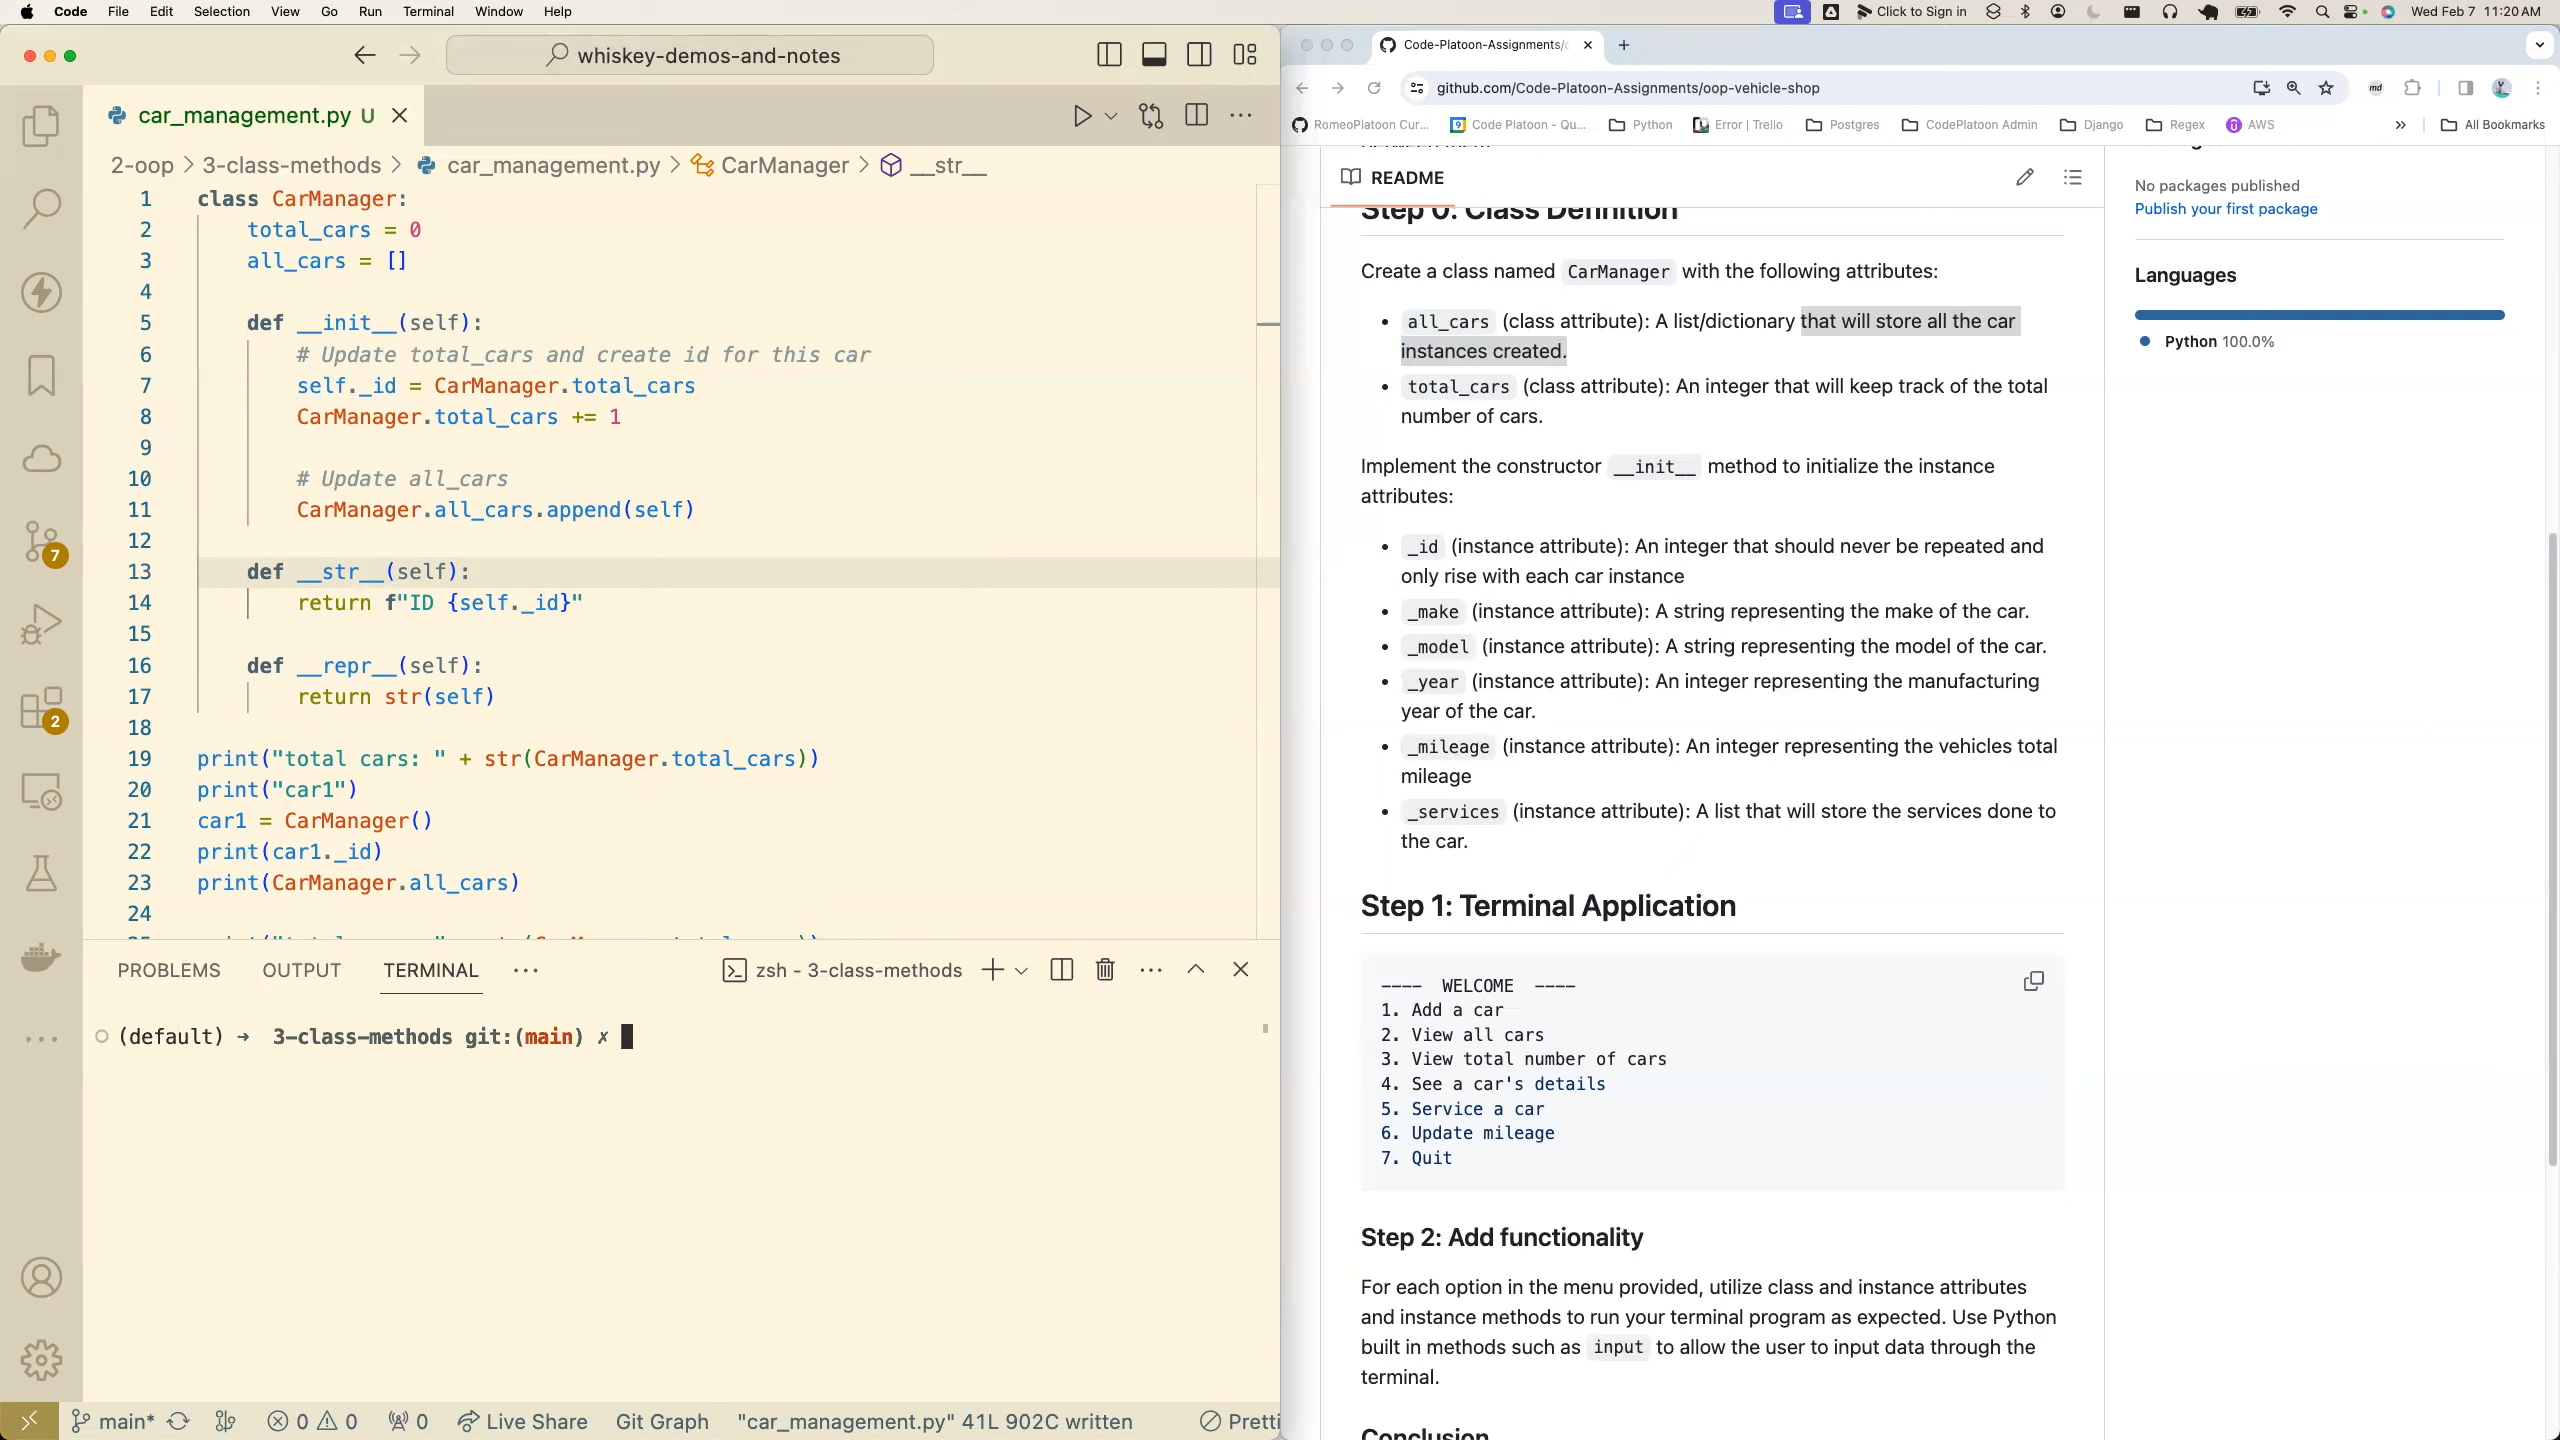 Code File Edit Selection View Go Run Terminal Window Help
Click to Sign in
Wed Feb 7 11:20 AM
whiskey-demos-and-notes
car_management.py U
2-oop > 3-class-methods > car_management.py > CarManager > __str__
1 class CarManager:
2 total_cars = 0
3 all_cars = []
4
5 def __init__(self):
6 # Update total_cars and create id for this car
7 self._id = CarManager.total_cars
8 CarManager.total_cars += 1
9
10 # Update all_cars
11 CarManager.all_cars.append(self)
12
13 def __str__(self):
14 return f"ID {self._id}"
15
16 def __repr__(self):
17 return str(self)
18
19 print("total cars: " + str(CarManager.total_cars))
20 print("car1")
21 car1 = CarManager()
22 print(car1._id)
23 print(CarManager.all_cars)
24
7
2
PROBLEMS OUTPUT TERMINAL ··· zsh - 3-class-methods
(default) ➜ 3-class-methods git:(main) ✗
main* 0 0 0 Live Share Git Graph "car_management.py" 41L 902C written Pretti
Code-Platoon-Assignments/
github.com/Code-Platoon-Assignments/oop-vehicle-shop
RomeoPlatoon Cur... Code Platoon - Qu... Python Error | Trello Postgres CodePlatoon Admin Django Regex AWS » All Bookmarks
README
Step 0: Class Definition
Create a class named CarManager with the following attributes:
• all_cars (class attribute): A list/dictionary that will store all the car
instances created.
• total_cars (class attribute): An integer that will keep track of the total
number of cars.
Implement the constructor __init__ method to initialize the instance
attributes:
• _id (instance attribute): An integer that should never be repeated and
only rise with each car instance
• _make (instance attribute): A string representing the make of the car.
• _model (instance attribute): A string representing the model of the car.
• _year (instance attribute): An integer representing the manufacturing
year of the car.
• _mileage (instance attribute): An integer representing the vehicles total
mileage
• _services (instance attribute): A list that will store the services done to
the car.
Step 1: Terminal Application
---- WELCOME ----
1. Add a car
2. View all cars
3. View total number of cars
4. See a car's details
5. Service a car
6. Update mileage
7. Quit
Step 2: Add functionality
For each option in the menu provided, utilize class and instance attributes
and instance methods to run your terminal program as expected. Use Python
built in methods such as input to allow the user to input data through the
terminal.
Conclusion
No packages published
Publish your first package
Languages
Python 100.0%